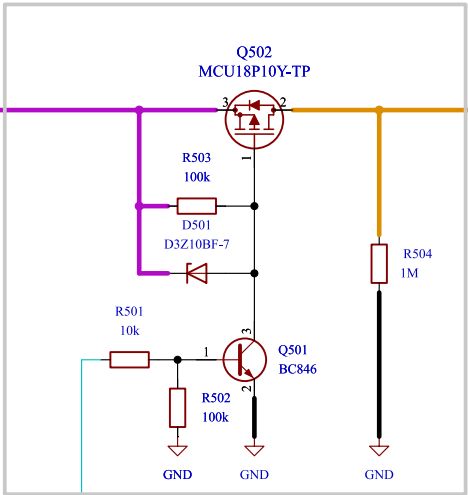 Q502
MCU18P10Y-TP
3
2
1
R503
100k
D501
D3Z10BF-7
R504
1M
R501
10k
3
Q501
BC846
1
2
R502
100k
GND
GND
GND